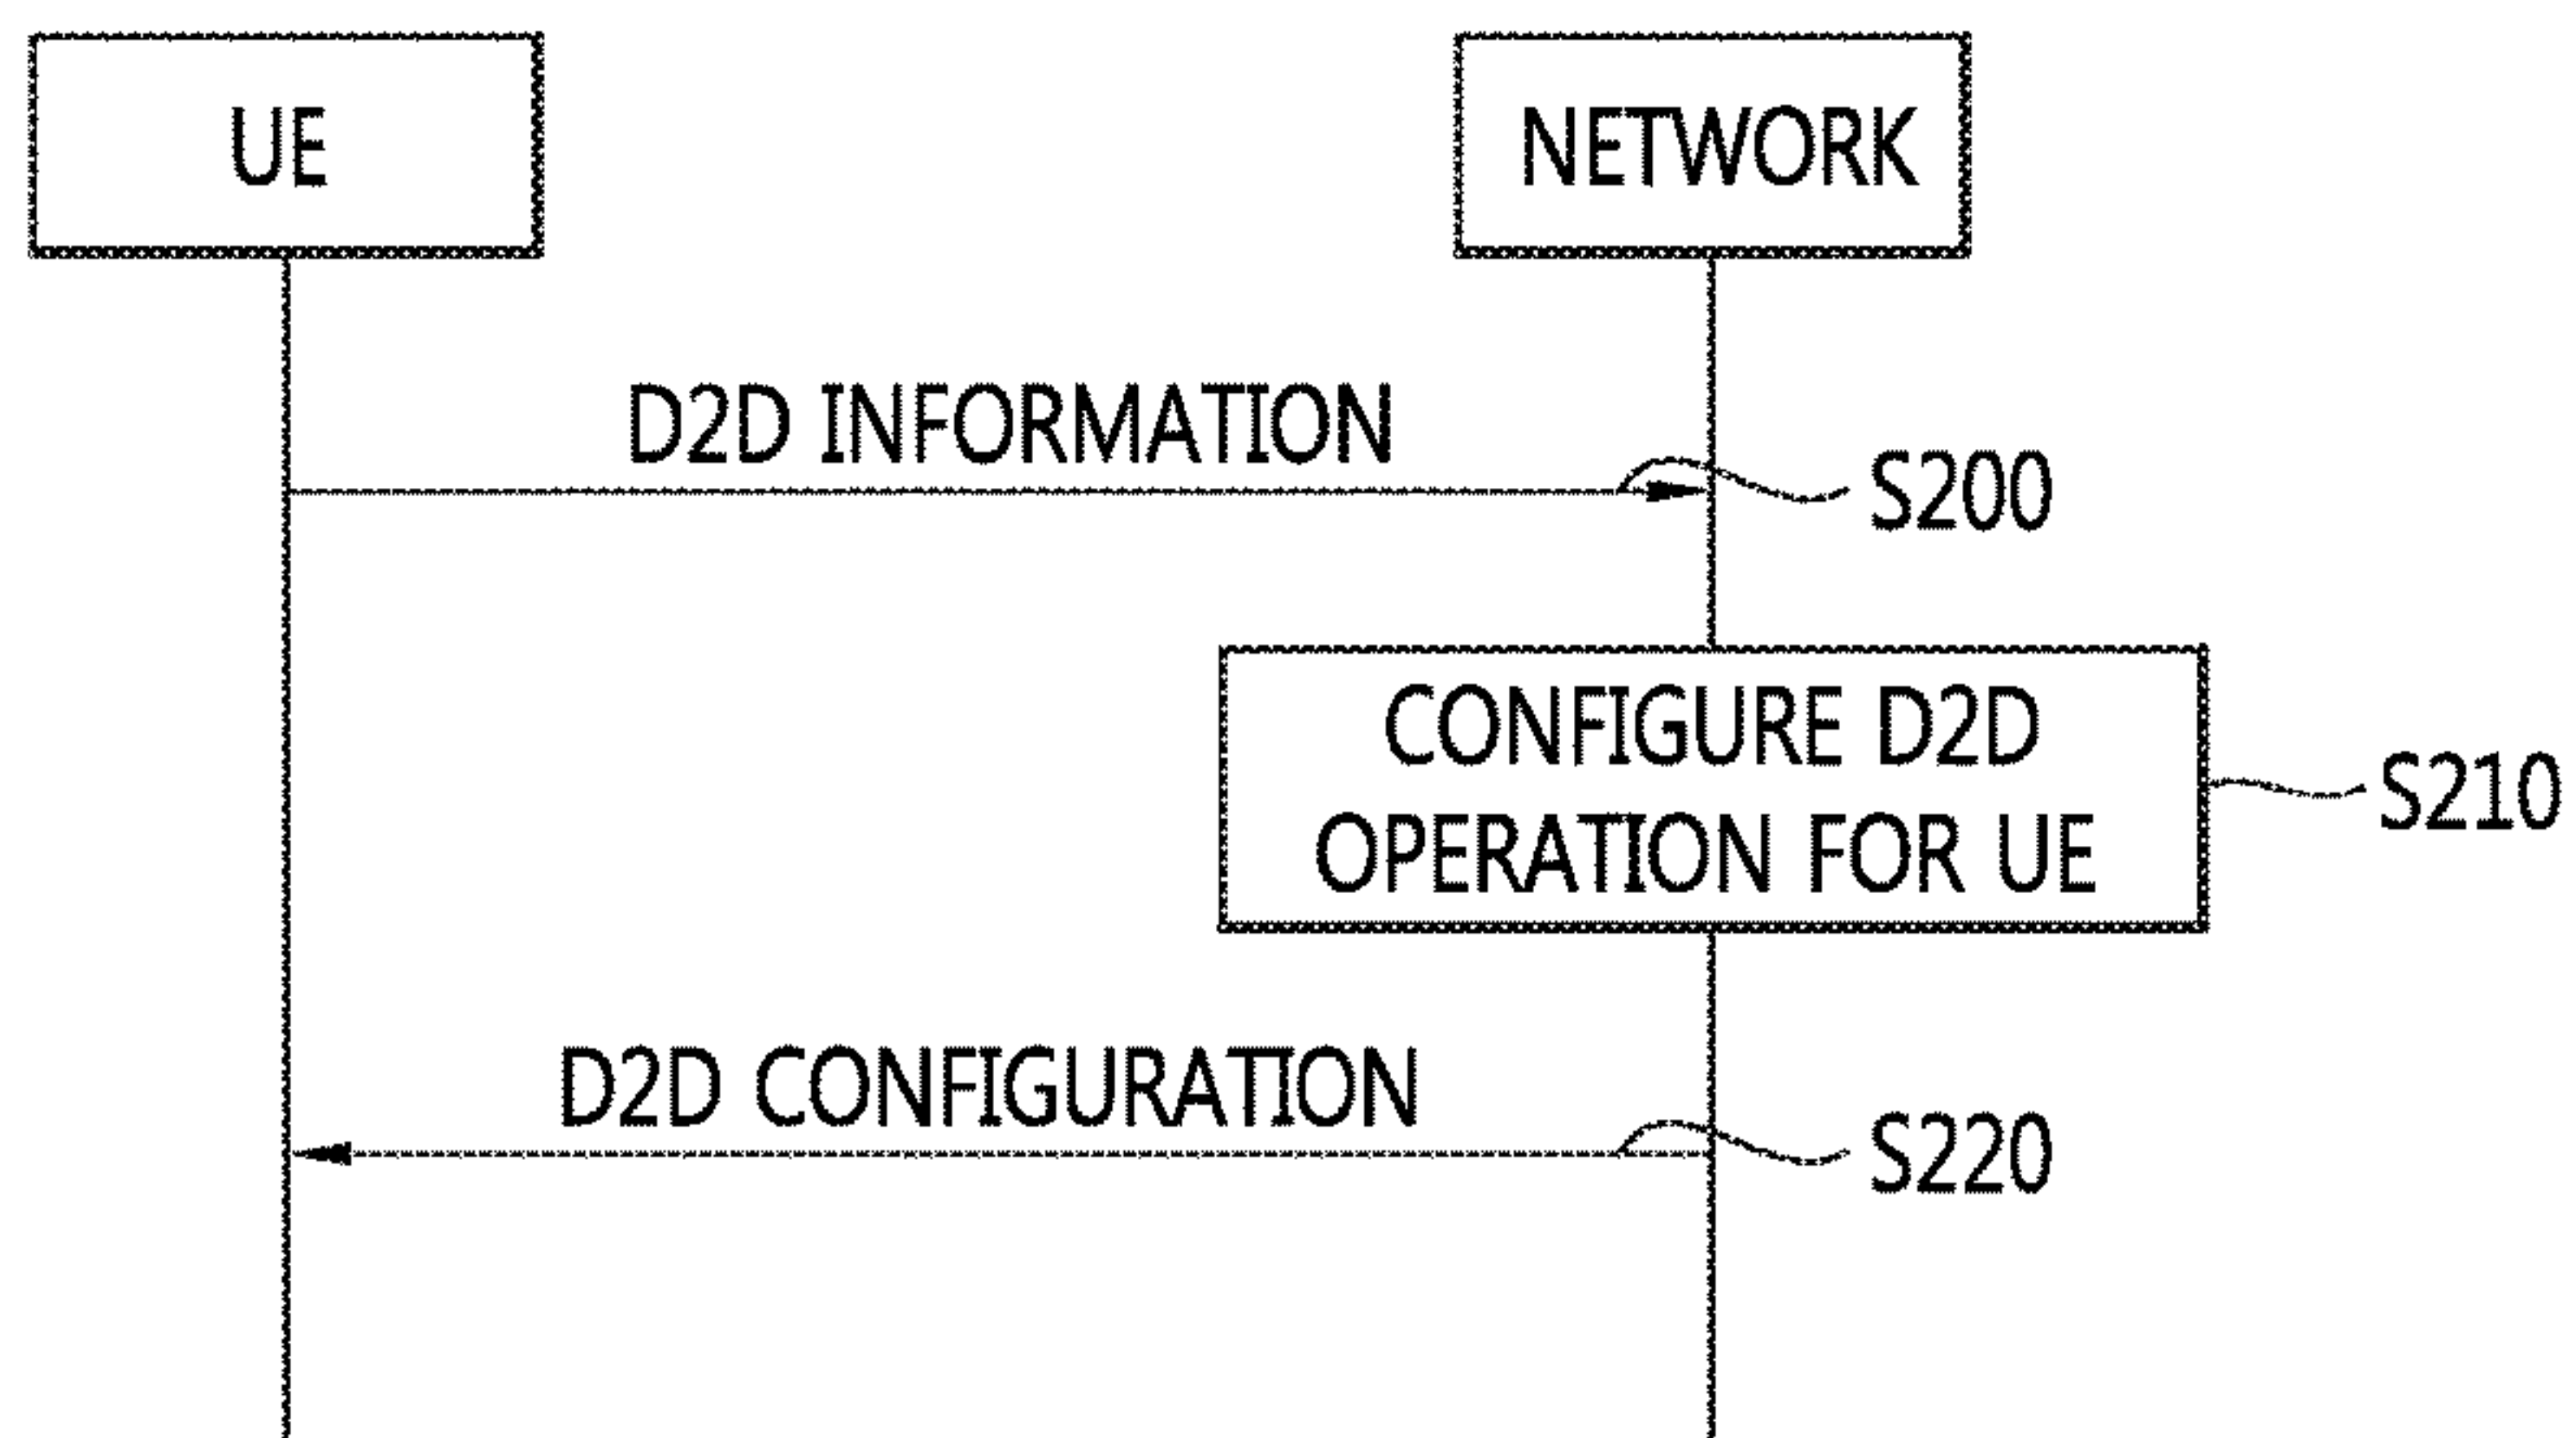 UE
NETWORK
D2D INFORMATION
S200
CONFIGURE D2D
OPERATION FOR UE
S210
D2D CONFIGURATION
S220